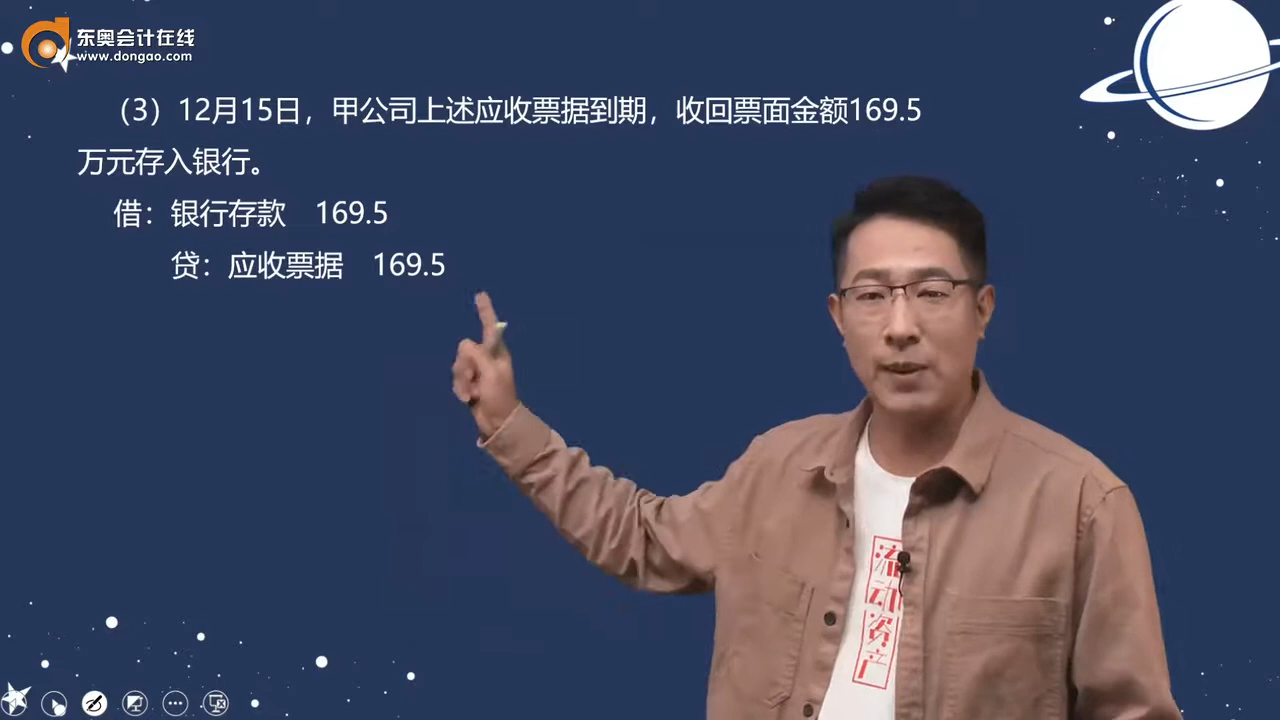 东奥会计在线
www.dongao.com
（3）12月15日，甲公司上述应收票据到期，收回票面金额169.5
万元存入银行。
借：银行存款 169.5
贷：应收票据 169.5
流动资产